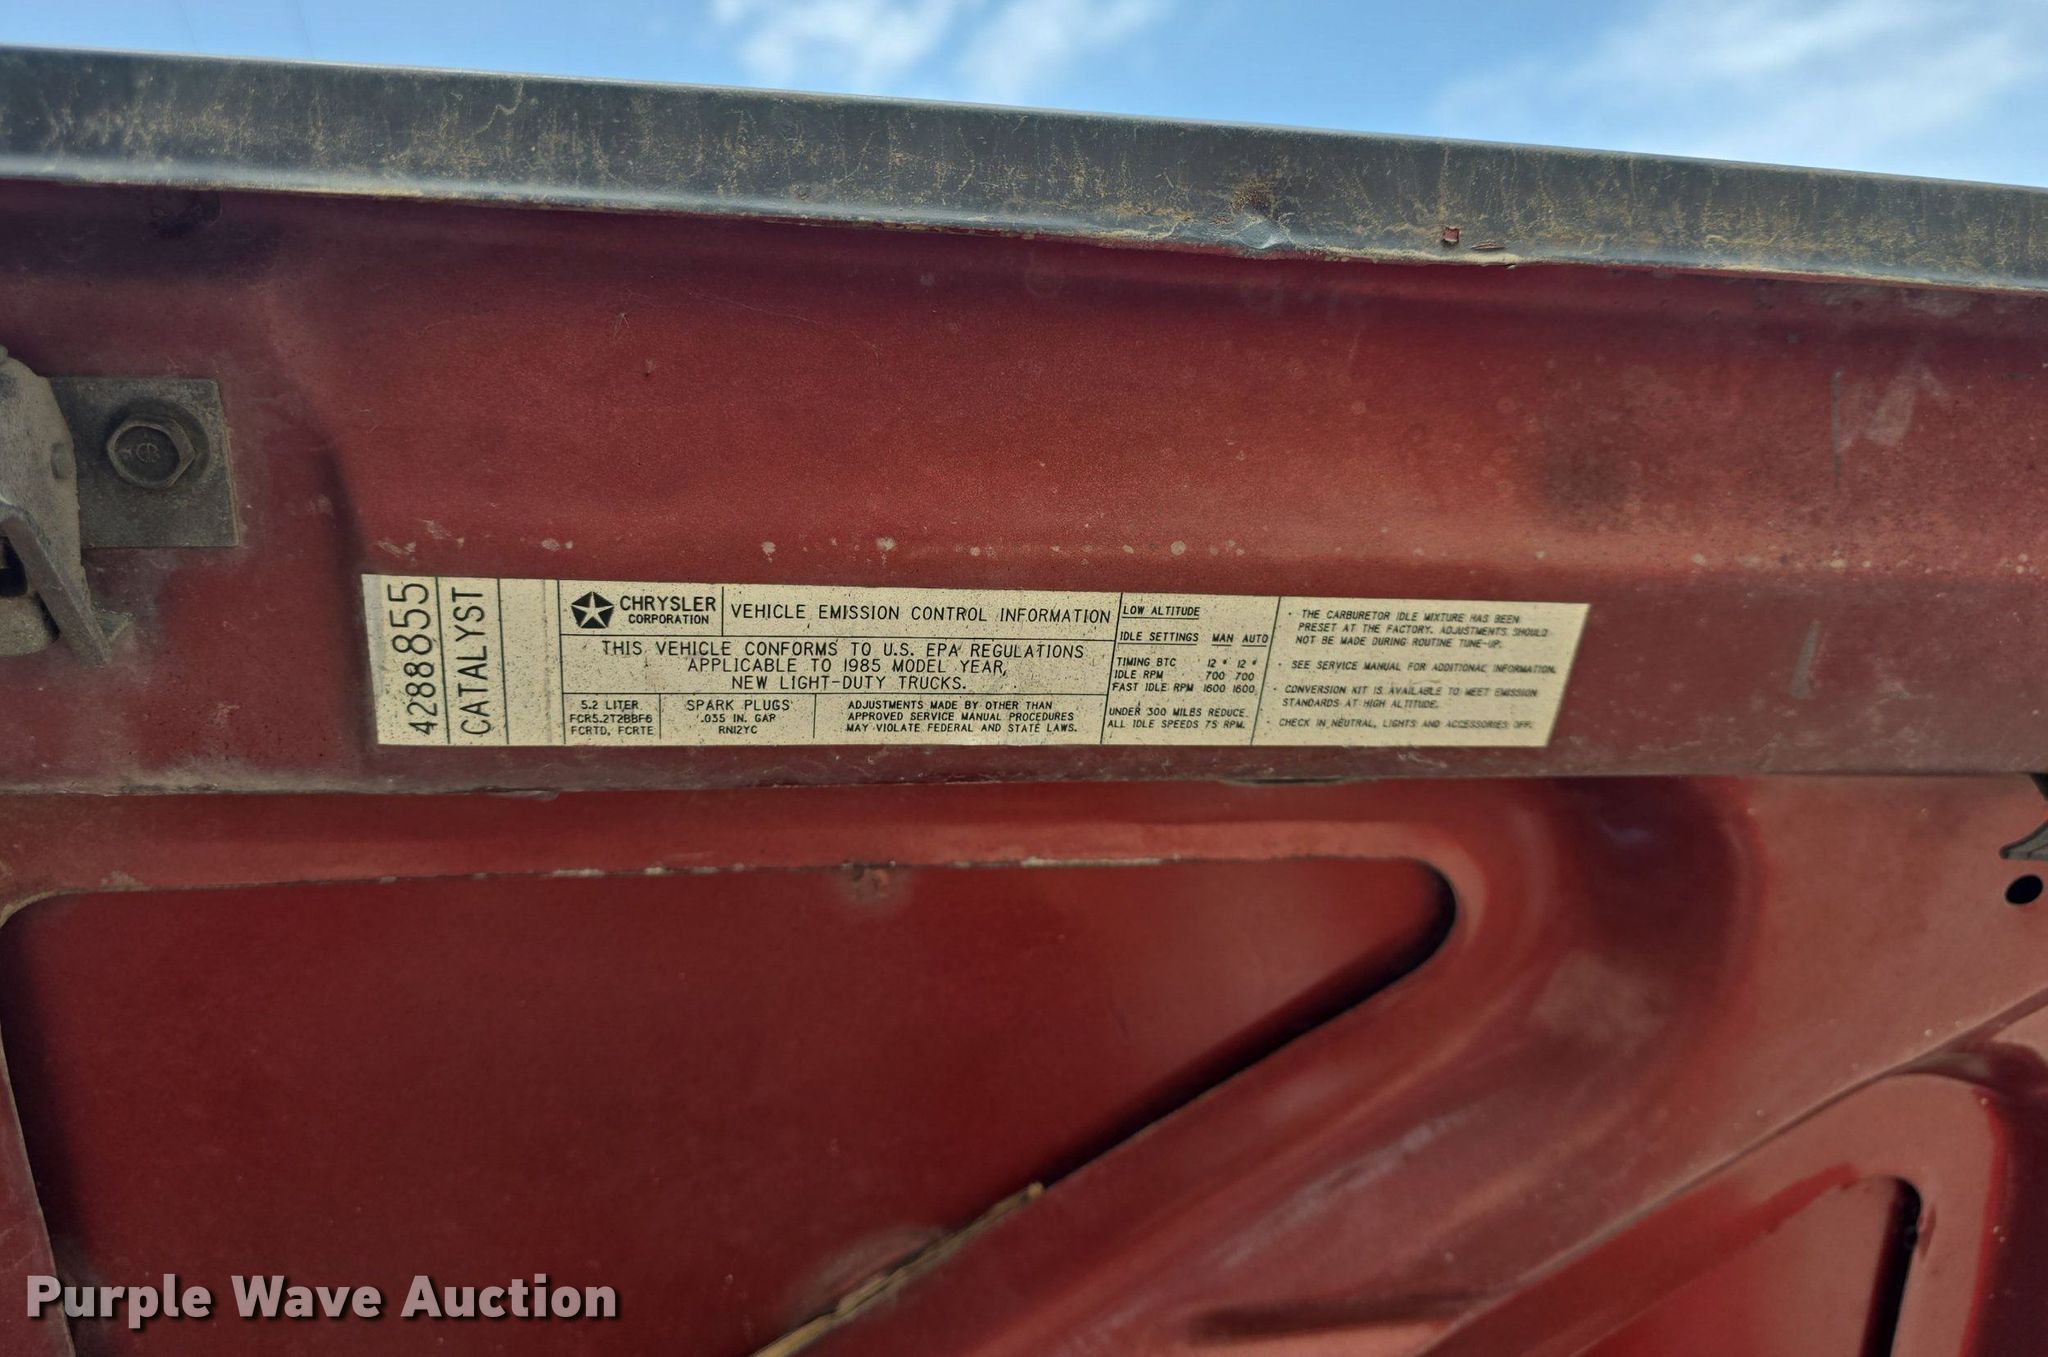 4288855
CATALYST
CHRYSLER
CORPORATION
VEHICLE EMISSION CONTROL INFORMATION
THIS VEHICLE CONFORMS TO U.S. EPA REGULATIONS
APPLICABLE TO 1985 MODEL YEAR,
NEW LIGHT-DUTY TRUCKS.
5.2 LITER
FCR5.2T2BBF6
FCRTD, FCRTE
SPARK PLUGS
.035 IN. GAP
RN12YC
ADJUSTMENTS MADE BY OTHER THAN
APPROVED SERVICE MANUAL PROCEDURES
MAY VIOLATE FEDERAL AND STATE LAWS.
LOW ALTITUDE
IDLE SETTINGS MAN AUTO
TIMING BTC 12° 12°
IDLE RPM 700 700
FAST IDLE RPM 1600 1600
UNDER 300 MILES REDUCE
ALL IDLE SPEEDS 75 RPM.
· THE CARBURETOR IDLE MIXTURE HAS BEEN
PRESET AT THE FACTORY. ADJUSTMENTS SHOULD
NOT BE MADE DURING ROUTINE TUNE-UP.
· SEE SERVICE MANUAL FOR ADDITIONAL INFORMATION.
· CONVERSION KIT IS AVAILABLE TO MEET EMISSION
STANDARDS AT HIGH ALTITUDE.
· CHECK IN NEUTRAL, LIGHTS AND ACCESSORIES OFF.
Purple Wave Auction